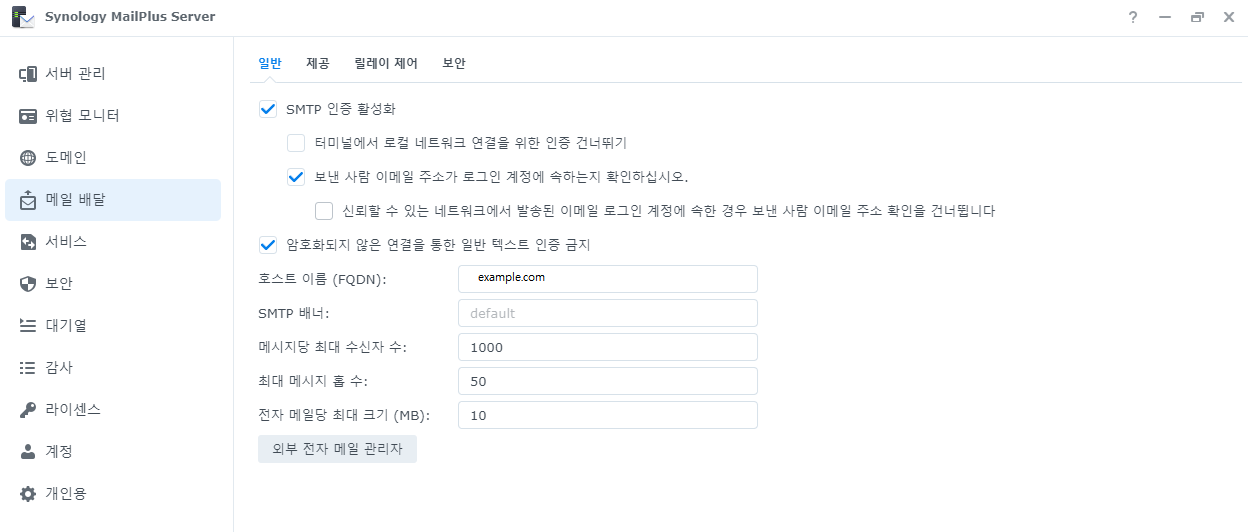 Synology MailPlus Server
서버 관리
위협 모니터
도메인
메일 배달
서비스
보안
대기열
감사
라이센스
계정
개인용
일반 제공 릴레이 제어 보안
SMTP 인증 활성화
터미널에서 로컬 네트워크 연결을 위한 인증 건너뛰기
보낸 사람 이메일 주소가 로그인 계정에 속하는지 확인하십시오.
신뢰할 수 있는 네트워크에서 발송된 이메일 로그인 계정에 속한 경우 보낸 사람 이메일 주소 확인을 건너뜁니다
암호화되지 않은 연결을 통한 일반 텍스트 인증 금지
호스트 이름 (FQDN): example.com
SMTP 배너: default
메시지당 최대 수신자 수: 1000
최대 메시지 홉 수: 50
전자 메일당 최대 크기 (MB): 10
외부 전자 메일 관리자